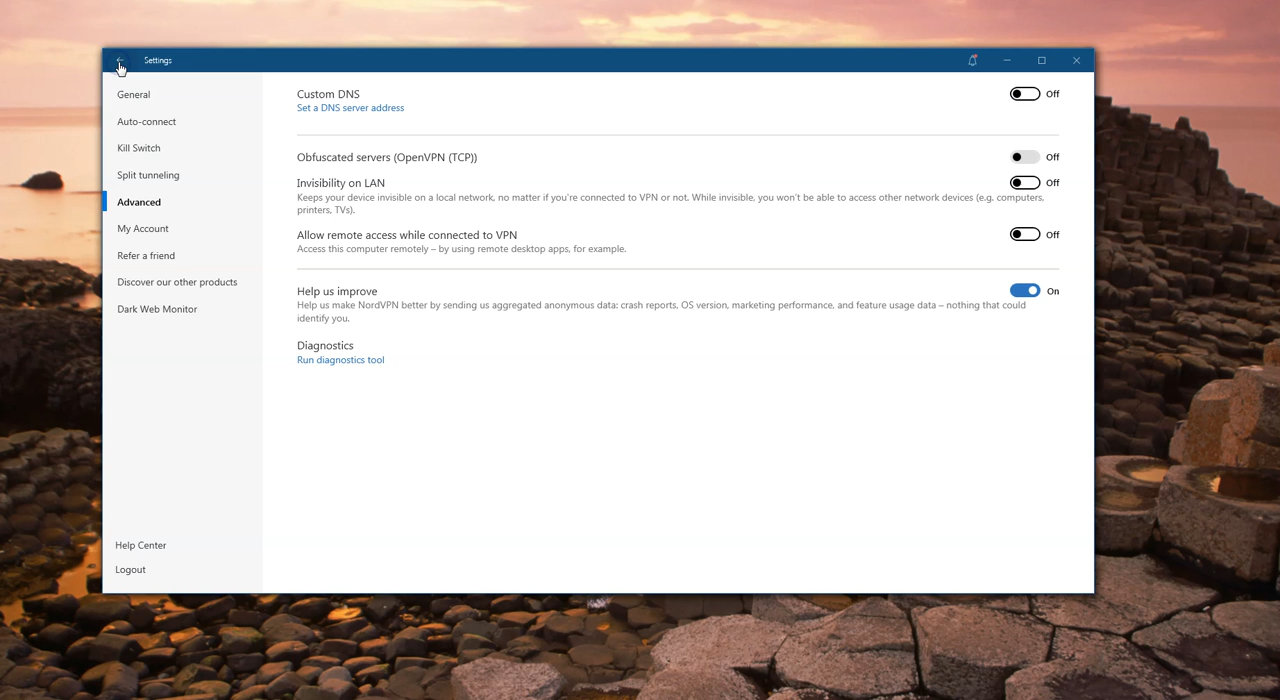 Settings
General
Auto-connect
Kill Switch
Split tunneling
Advanced
My Account
Refer a friend
Discover our other products
Dark Web Monitor
Help Center
Logout
Custom DNS
Off
Set a DNS server address
Obfuscated servers (OpenVPN (TCP))
Off
Invisibility on LAN
Off
Keeps your device invisible on a local network, no matter if you're connected to VPN or not. While invisible, you won't be able to access other network devices (e.g. computers,
printers, TVs).
Allow remote access while connected to VPN
Off
Access this computer remotely – by using remote desktop apps, for example.
Help us improve
On
Help us make NordVPN better by sending us aggregated anonymous data: crash reports, OS version, marketing performance, and feature usage data – nothing that could
identify you.
Diagnostics
Run diagnostics tool